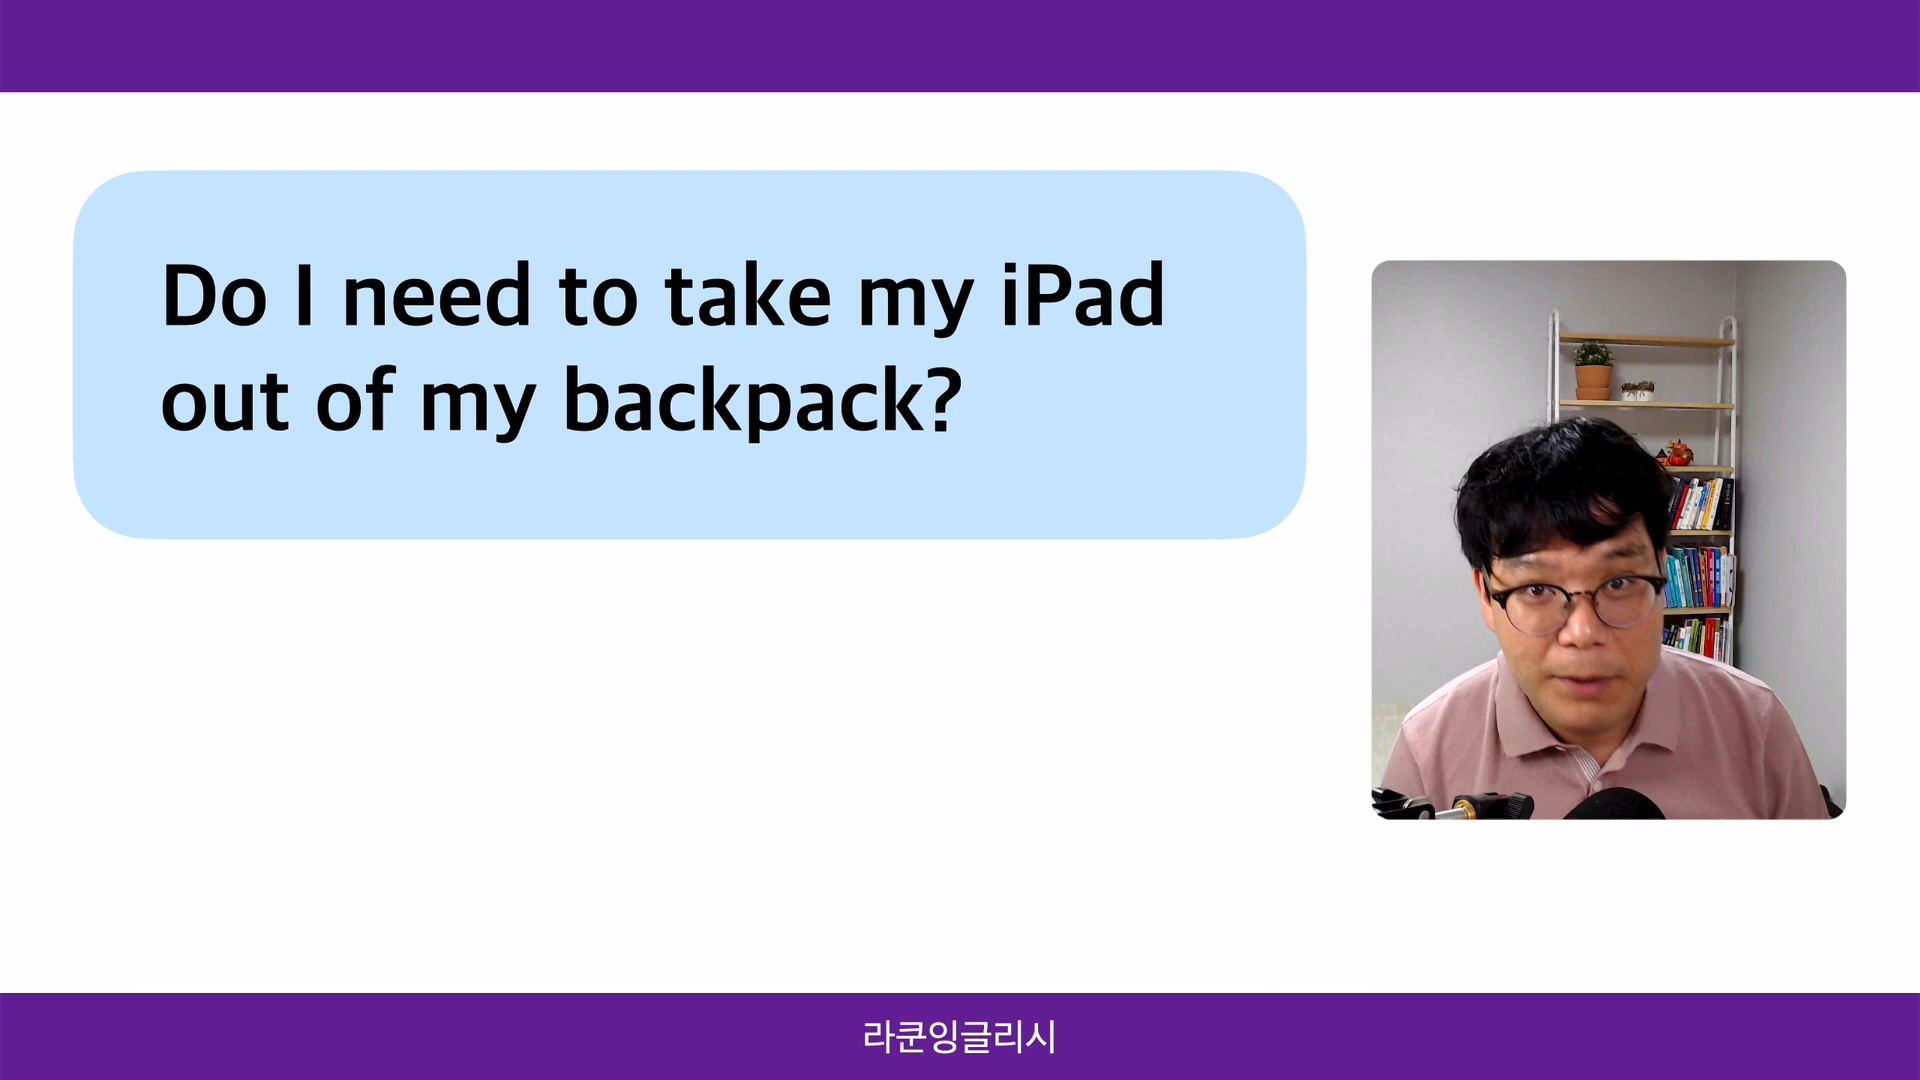 Do I need to take my iPad
out of my backpack?
라쿤잉글리시